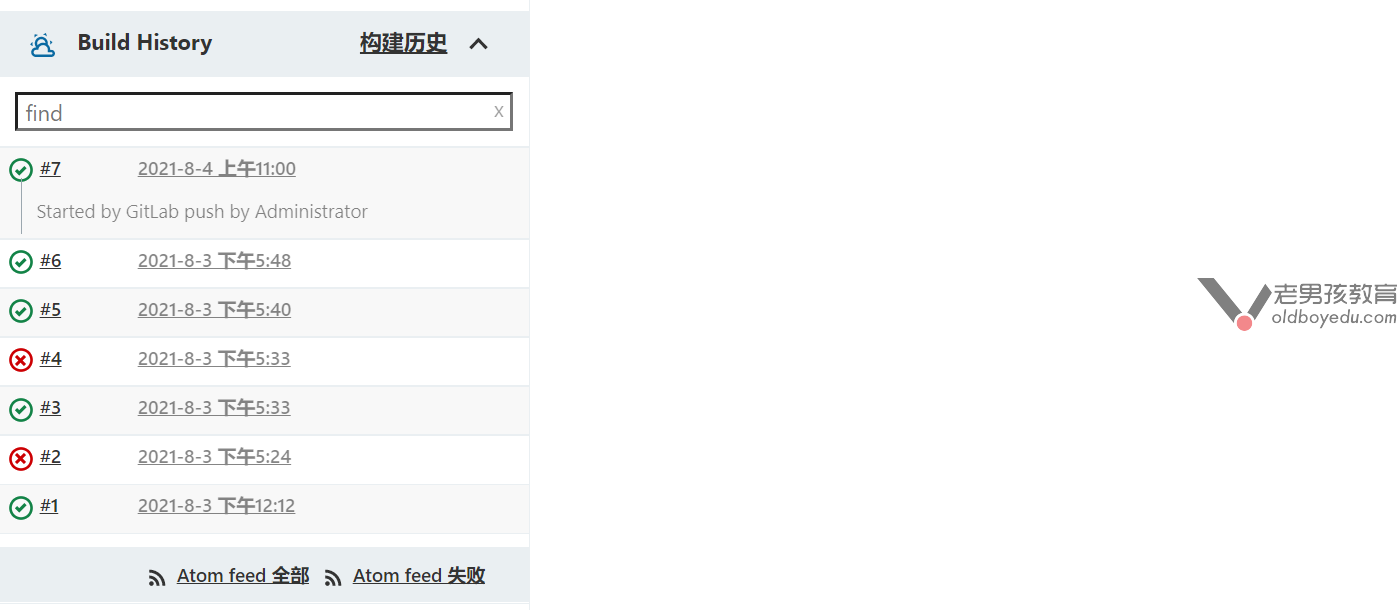 Build History 构建历史
find x
#7 2021-8-4 上午11:00
Started by GitLab push by Administrator
#6 2021-8-3 下午5:48
#5 2021-8-3 下午5:40
#4 2021-8-3 下午5:33
#3 2021-8-3 下午5:33
#2 2021-8-3 下午5:24
#1 2021-8-3 下午12:12
Atom feed 全部 Atom feed 失败
老男孩教育
oldboyedu.com